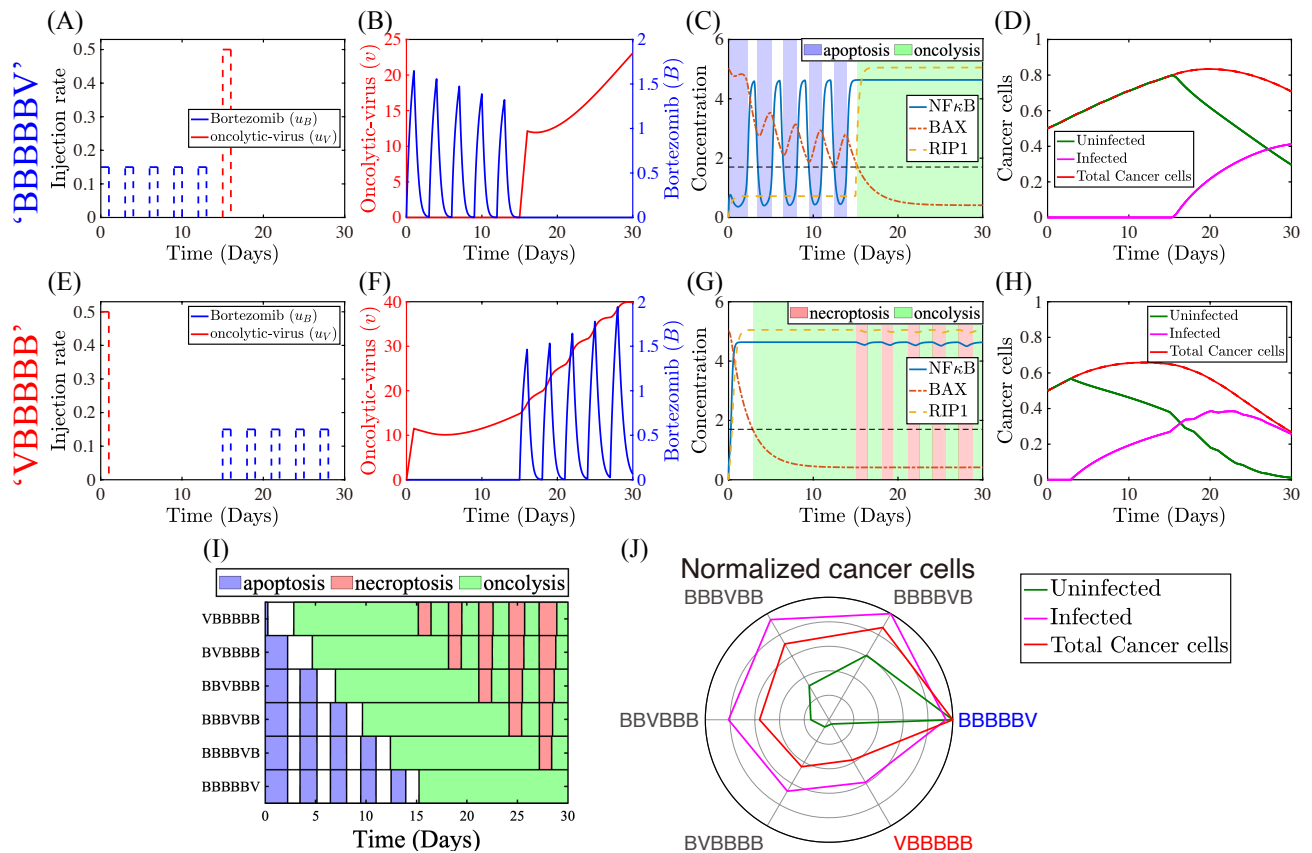 (A)
(B)
(C)
(D)
'BBBBBV'
Injection rate
0.5
0.4
0.3
0.2
0.1
0
Bortezomib (uB)
oncolytic-virus (uV)
0 10 20 30
Time (Days)
Oncolytic-virus (v)
25
20
15
10
5
0
2
1.5
1
0.5
0
Bortezomib (B)
0 10 20 30
Time (Days)
Concentration
6
4
2
0
apoptosis oncolysis
NFκB
BAX
RIP1
0 10 20 30
Time (Days)
Cancer cells
1
0.8
0.6
0.4
0.2
0
Uninfected
Infected
Total Cancer cells
0 10 20 30
Time (Days)
(E)
(F)
(G)
(H)
'VBBBBB'
Injection rate
0.5
0.4
0.3
0.2
0.1
0
Bortezomib (uB)
oncolytic-virus (uV)
0 10 20 30
Time (Days)
Oncolytic-virus (v)
40
30
20
10
0
2
1.5
1
0.5
0
Bortezomib (B)
0 10 20 30
Time (Days)
Concentration
6
4
2
0
necroptosis oncolysis
NFκB
BAX
RIP1
0 10 20 30
Time (Days)
Cancer cells
1
0.8
0.6
0.4
0.2
0
Uninfected
Infected
Total Cancer cells
0 10 20 30
Time (Days)
(I)
apoptosis necroptosis oncolysis
VBBBBB
BVBBBB
BBVBBB
BBBVBB
BBBBVB
BBBBBV
0 5 10 15 20 25 30
Time (Days)
(J)
Normalized cancer cells
BBBVBB
BBBBVB
BBVBBB
BBBBBV
BVBBBB
VBBBBB
Uninfected
Infected
Total Cancer cells